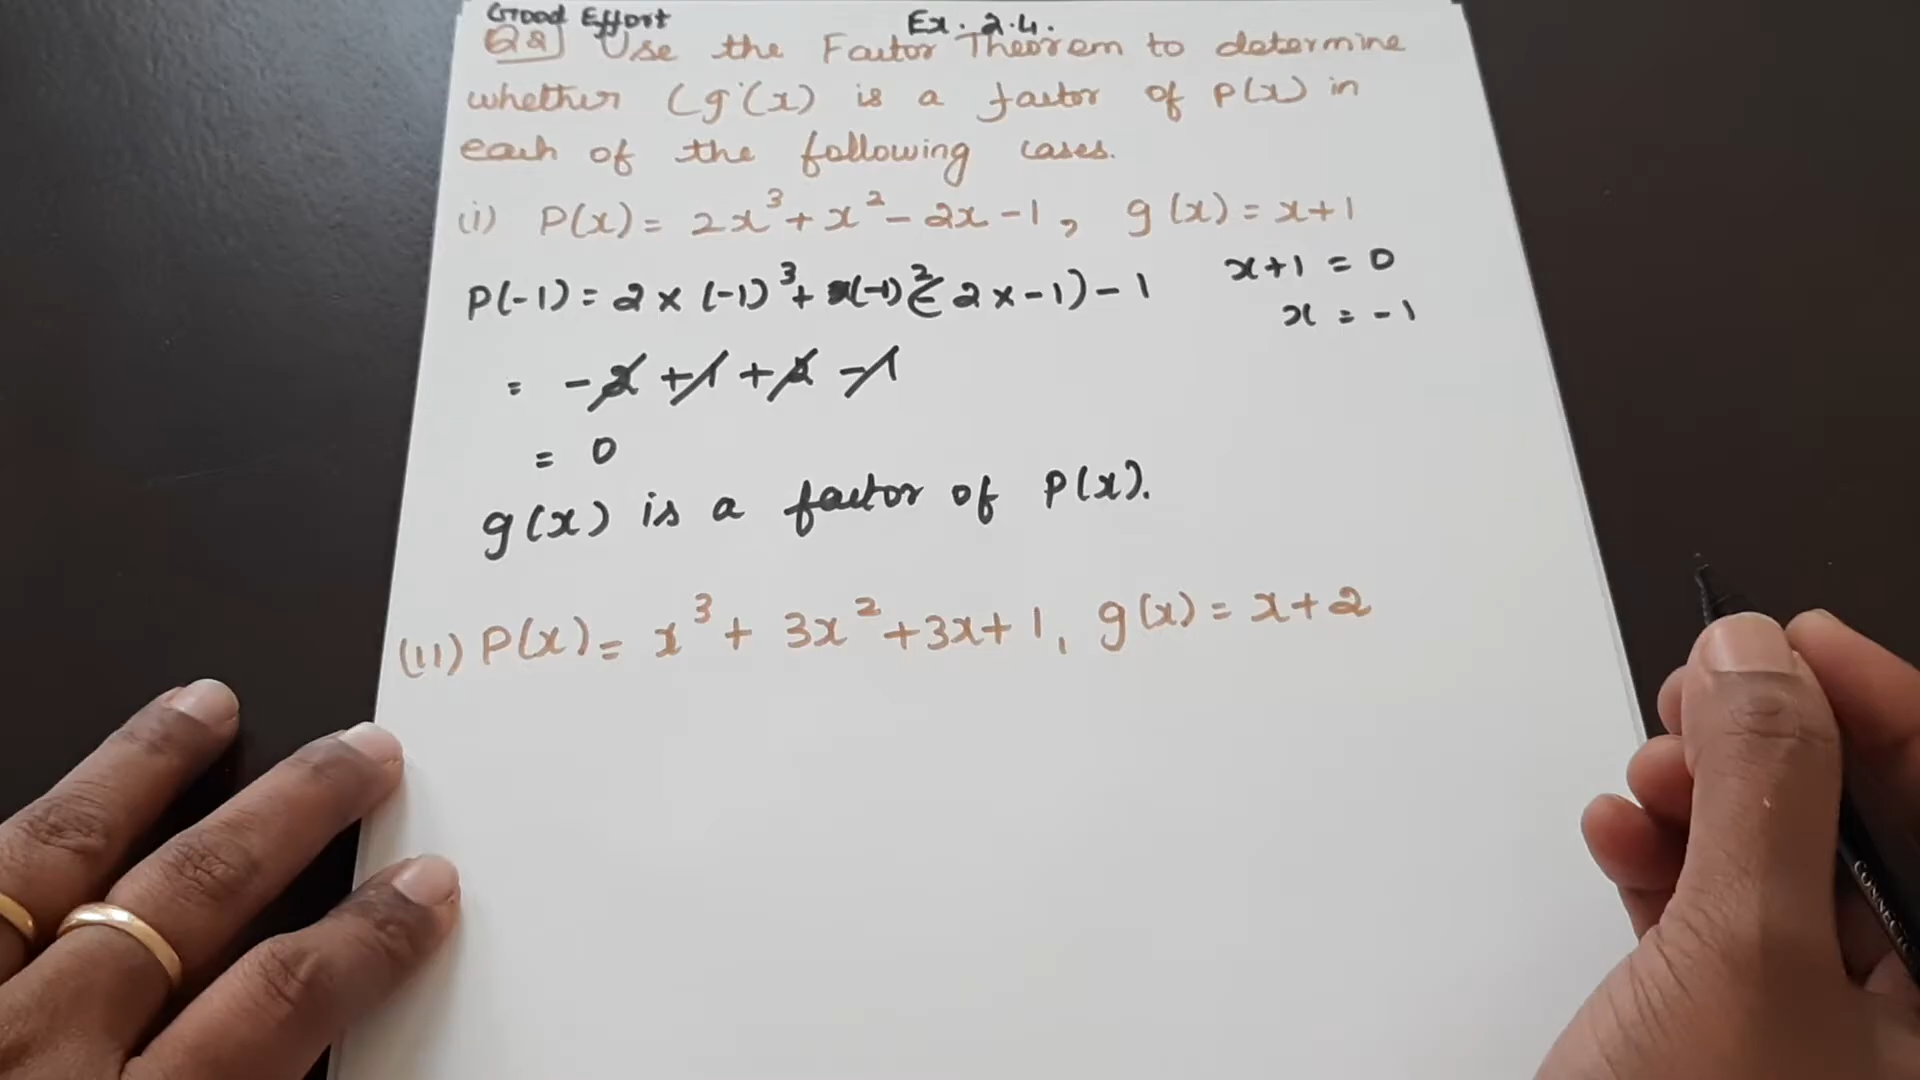 Good Effort Ex. 2.4.
Q2] Use the Factor Theorem to determine
whether (g(x) is a factor of P(x) in
each of the following cases.
(i) P(x) = 2x³ + x² - 2x - 1, g(x) = x+1
x+1 = 0
P(-1) = 2 × (-1)³ + (-1)² - (2 x -1) - 1
x = -1
= -2 +1 +2 -1
= 0
g(x) is a factor of P(x).
(ii) P(x) = x³ + 3x² + 3x + 1, g(x) = x+2
CONNECT